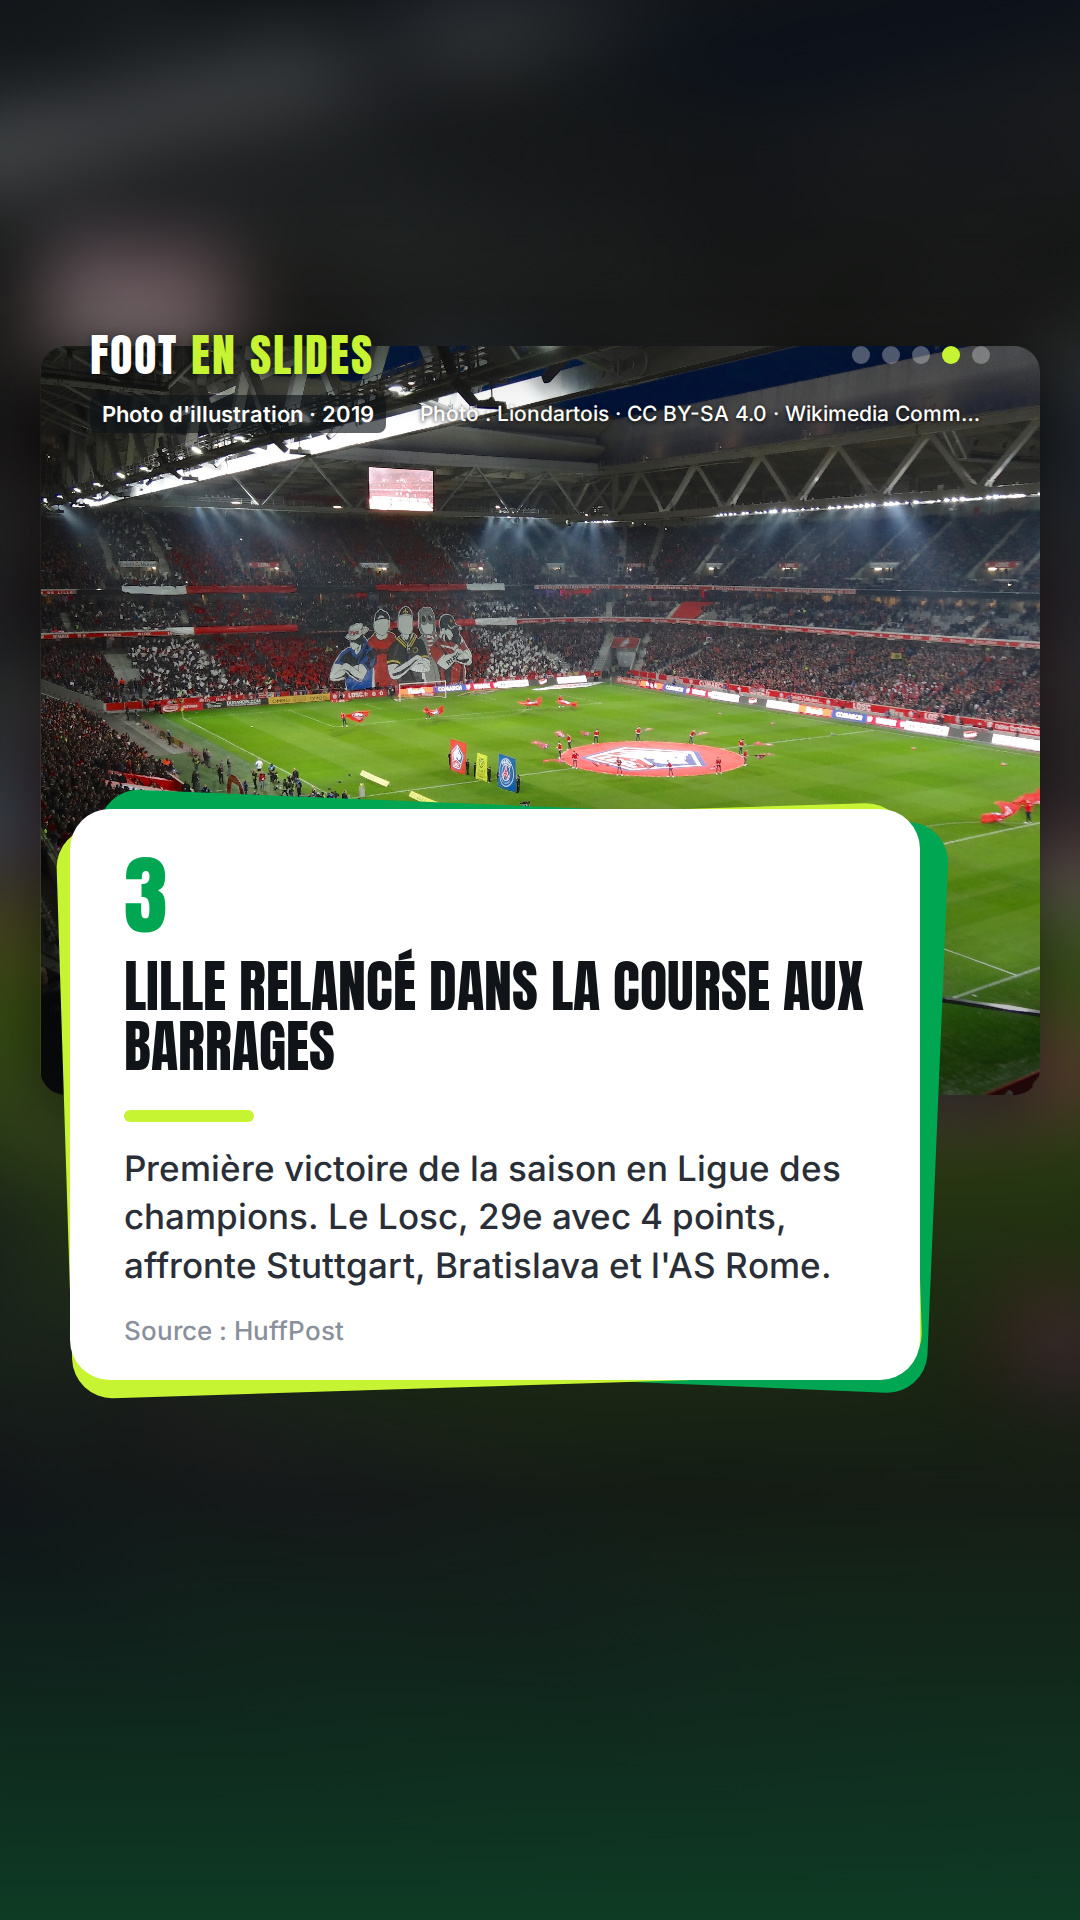 FOOT EN SLIDES
Photo d'illustration · 2019
Photo : Liondartois · CC BY-SA 4.0 · Wikimedia Comm...
LOSC
3
LILLE RELANCÉ DANS LA COURSE AUX
BARRAGES
Première victoire de la saison en Ligue des
champions. Le Losc, 29e avec 4 points,
affronte Stuttgart, Bratislava et l'AS Rome.
Source : HuffPost